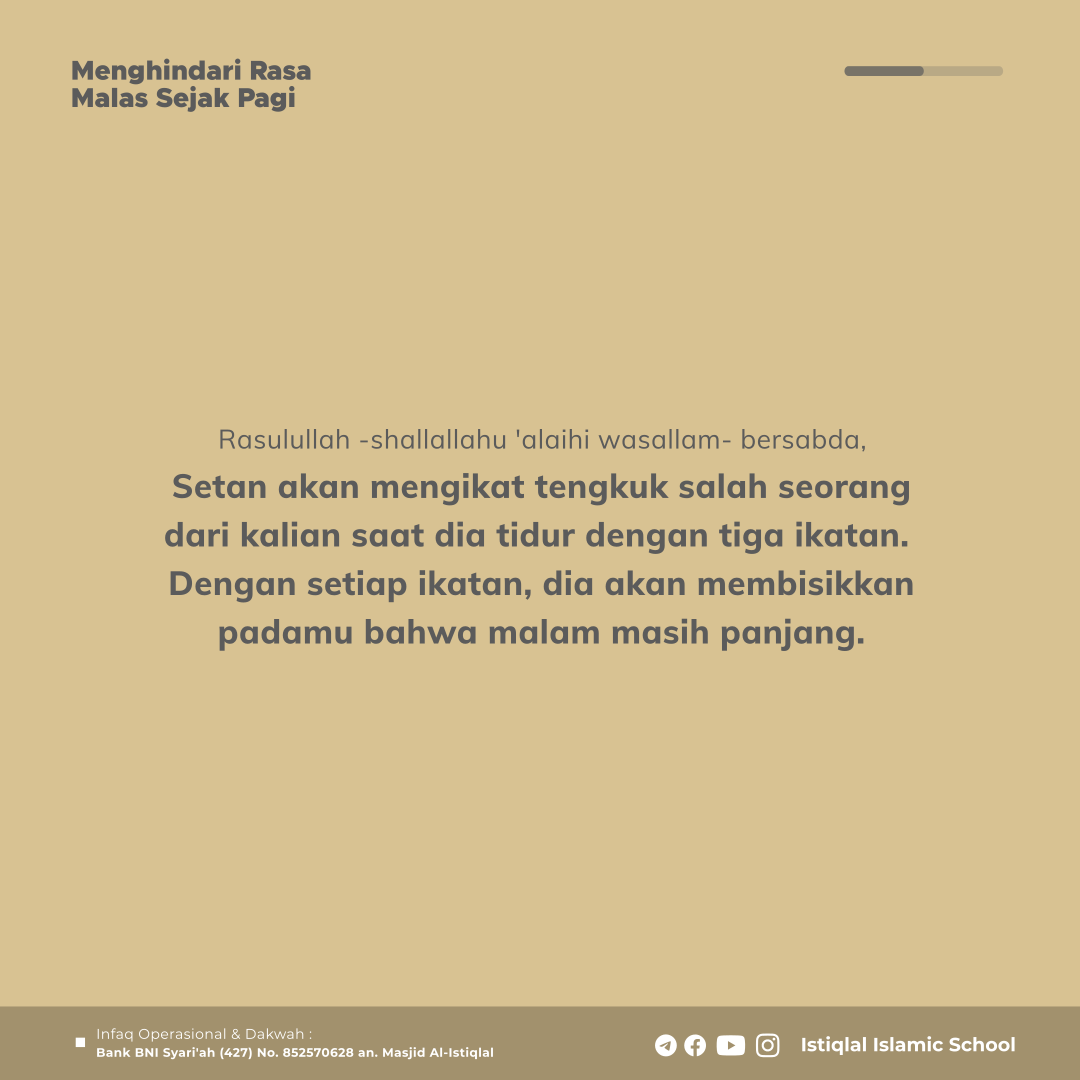 Menghindari Rasa
Malas Sejak Pagi
Rasulullah -shallallahu 'alaihi wasallam- bersabda,
Setan akan mengikat tengkuk salah seorang
dari kalian saat dia tidur dengan tiga ikatan.
Dengan setiap ikatan, dia akan membisikkan
padamu bahwa malam masih panjang.
Infaq Operasional & Dakwah :
Bank BNI Syari'ah (427) No. 852570628 an. Masjid Al-Istiqlal
Istiqlal Islamic School